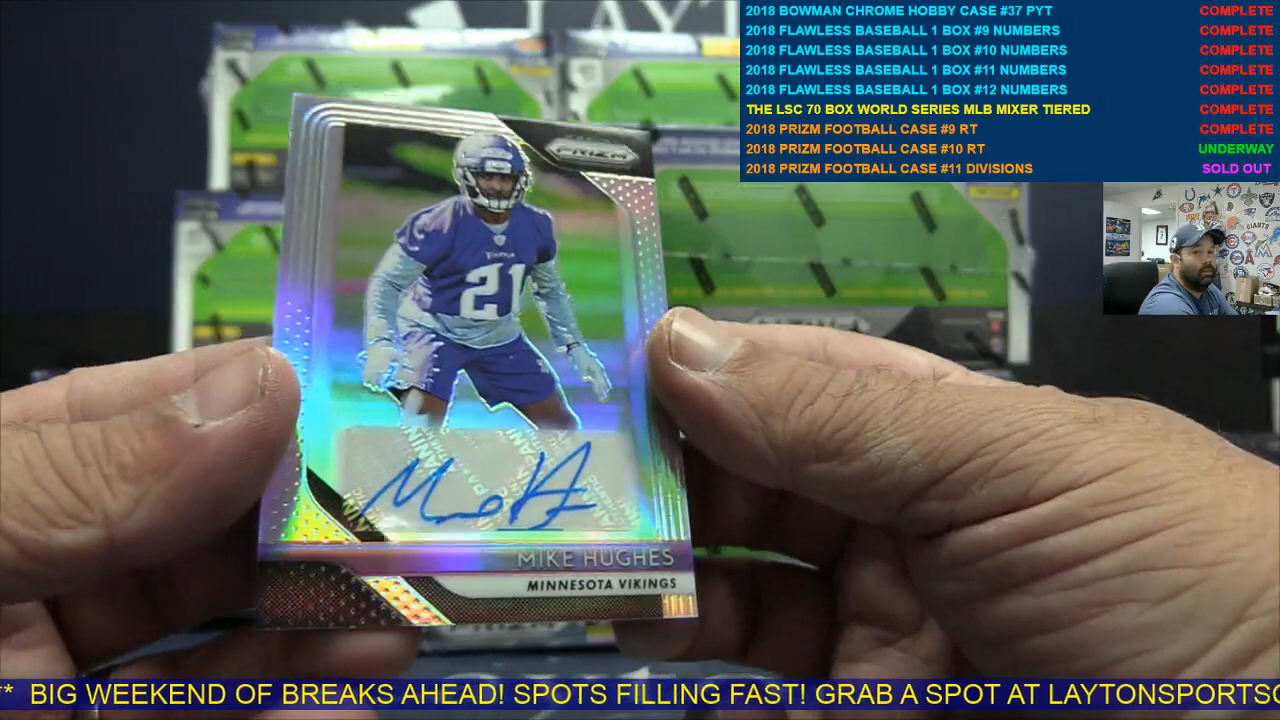 2018 BOWMAN CHROME HOBBY CASE #37 PYT COMPLETE
2018 FLAWLESS BASEBALL 1 BOX #9 NUMBERS COMPLETE
2018 FLAWLESS BASEBALL 1 BOX #10 NUMBERS COMPLETE
2018 FLAWLESS BASEBALL 1 BOX #11 NUMBERS COMPLETE
2018 FLAWLESS BASEBALL 1 BOX #12 NUMBERS COMPLETE
THE LSC 70 BOX WORLD SERIES MLB MIXER TIERED COMPLETE
2018 PRIZM FOOTBALL CASE #9 RT COMPLETE
2018 PRIZM FOOTBALL CASE #10 RT UNDERWAY
2018 PRIZM FOOTBALL CASE #11 DIVISIONS SOLD OUT
PRIZM
21
MIKE HUGHES
MINNESOTA VIKINGS
* BIG WEEKEND OF BREAKS AHEAD! SPOTS FILLING FAST! GRAB A SPOT AT LAYTONSPORTSC